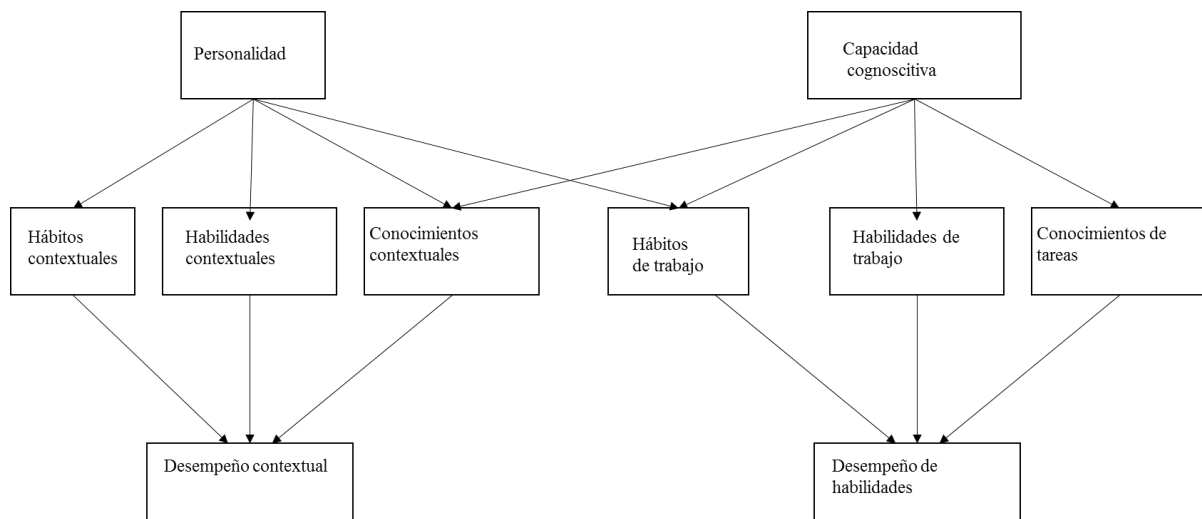 Personalidad
Capacidad
cognoscitiva
Hábitos
contextuales
Habilidades
contextuales
Conocimientos
contextuales
Hábitos
de trabajo
Habilidades de
trabajo
Conocimientos de
tareas
Desempeño contextual
Desempeño de
habilidades